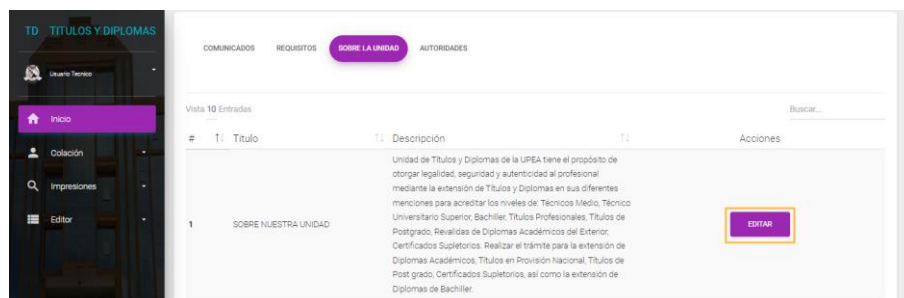 TD TITULOS Y DIPLOMAS
Usuario Tecnico
Inicio
Colación
Impresiones
Editor
COMUNICADOS REQUISITOS SOBRE LA UNIDAD AUTORIDADES
Vista 10 Entradas Buscar...
# Titulo Descripción Acciones
Unidad de Títulos y Diplomas de la UPEA tiene el propósito de
otorgar legalidad, seguridad y autenticidad al profesional
mediante la extensión de Títulos y Diplomas en sus diferentes
menciones para acreditar los niveles de: Técnicos Medio, Técnico
Universitario Superior, Bachiller, Títulos Profesionales, Títulos de
1 SOBRE NUESTRA UNIDAD EDITAR
Postgrado, Revalidas de Diplomas Académicos del Exterior,
Certificados Supletorios. Realizar el trámite para la extensión de
Diplomas Académicos, Títulos en Provisión Nacional, Títulos de
Post grado, Certificados Supletorios, así como la extensión de
Diplomas de Bachiller.